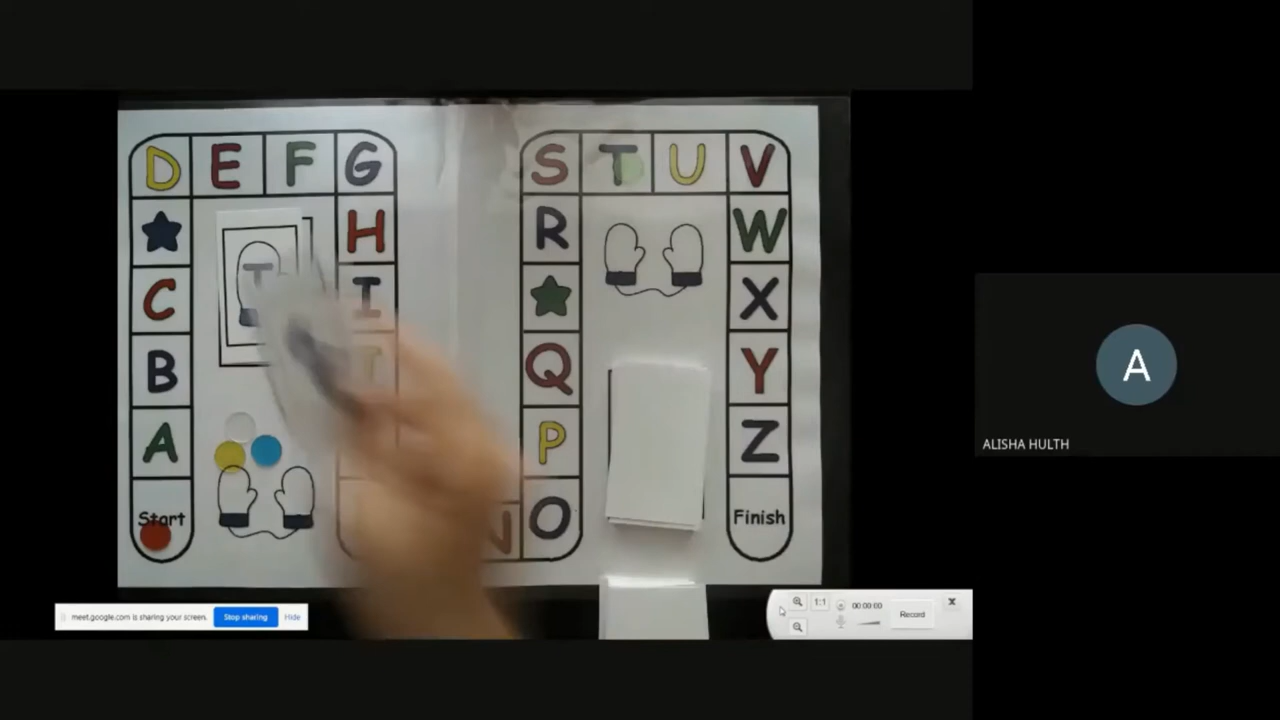 D E F G
S T U V
H
R
W
T
C
I
X
B
J
Q
Y
A
P
Z
Start
N
O
Finish
ALISHA HULTH
A
meet.google.com is sharing your screen.
Stop sharing
Hide
1:1
00:00:00
Record
X